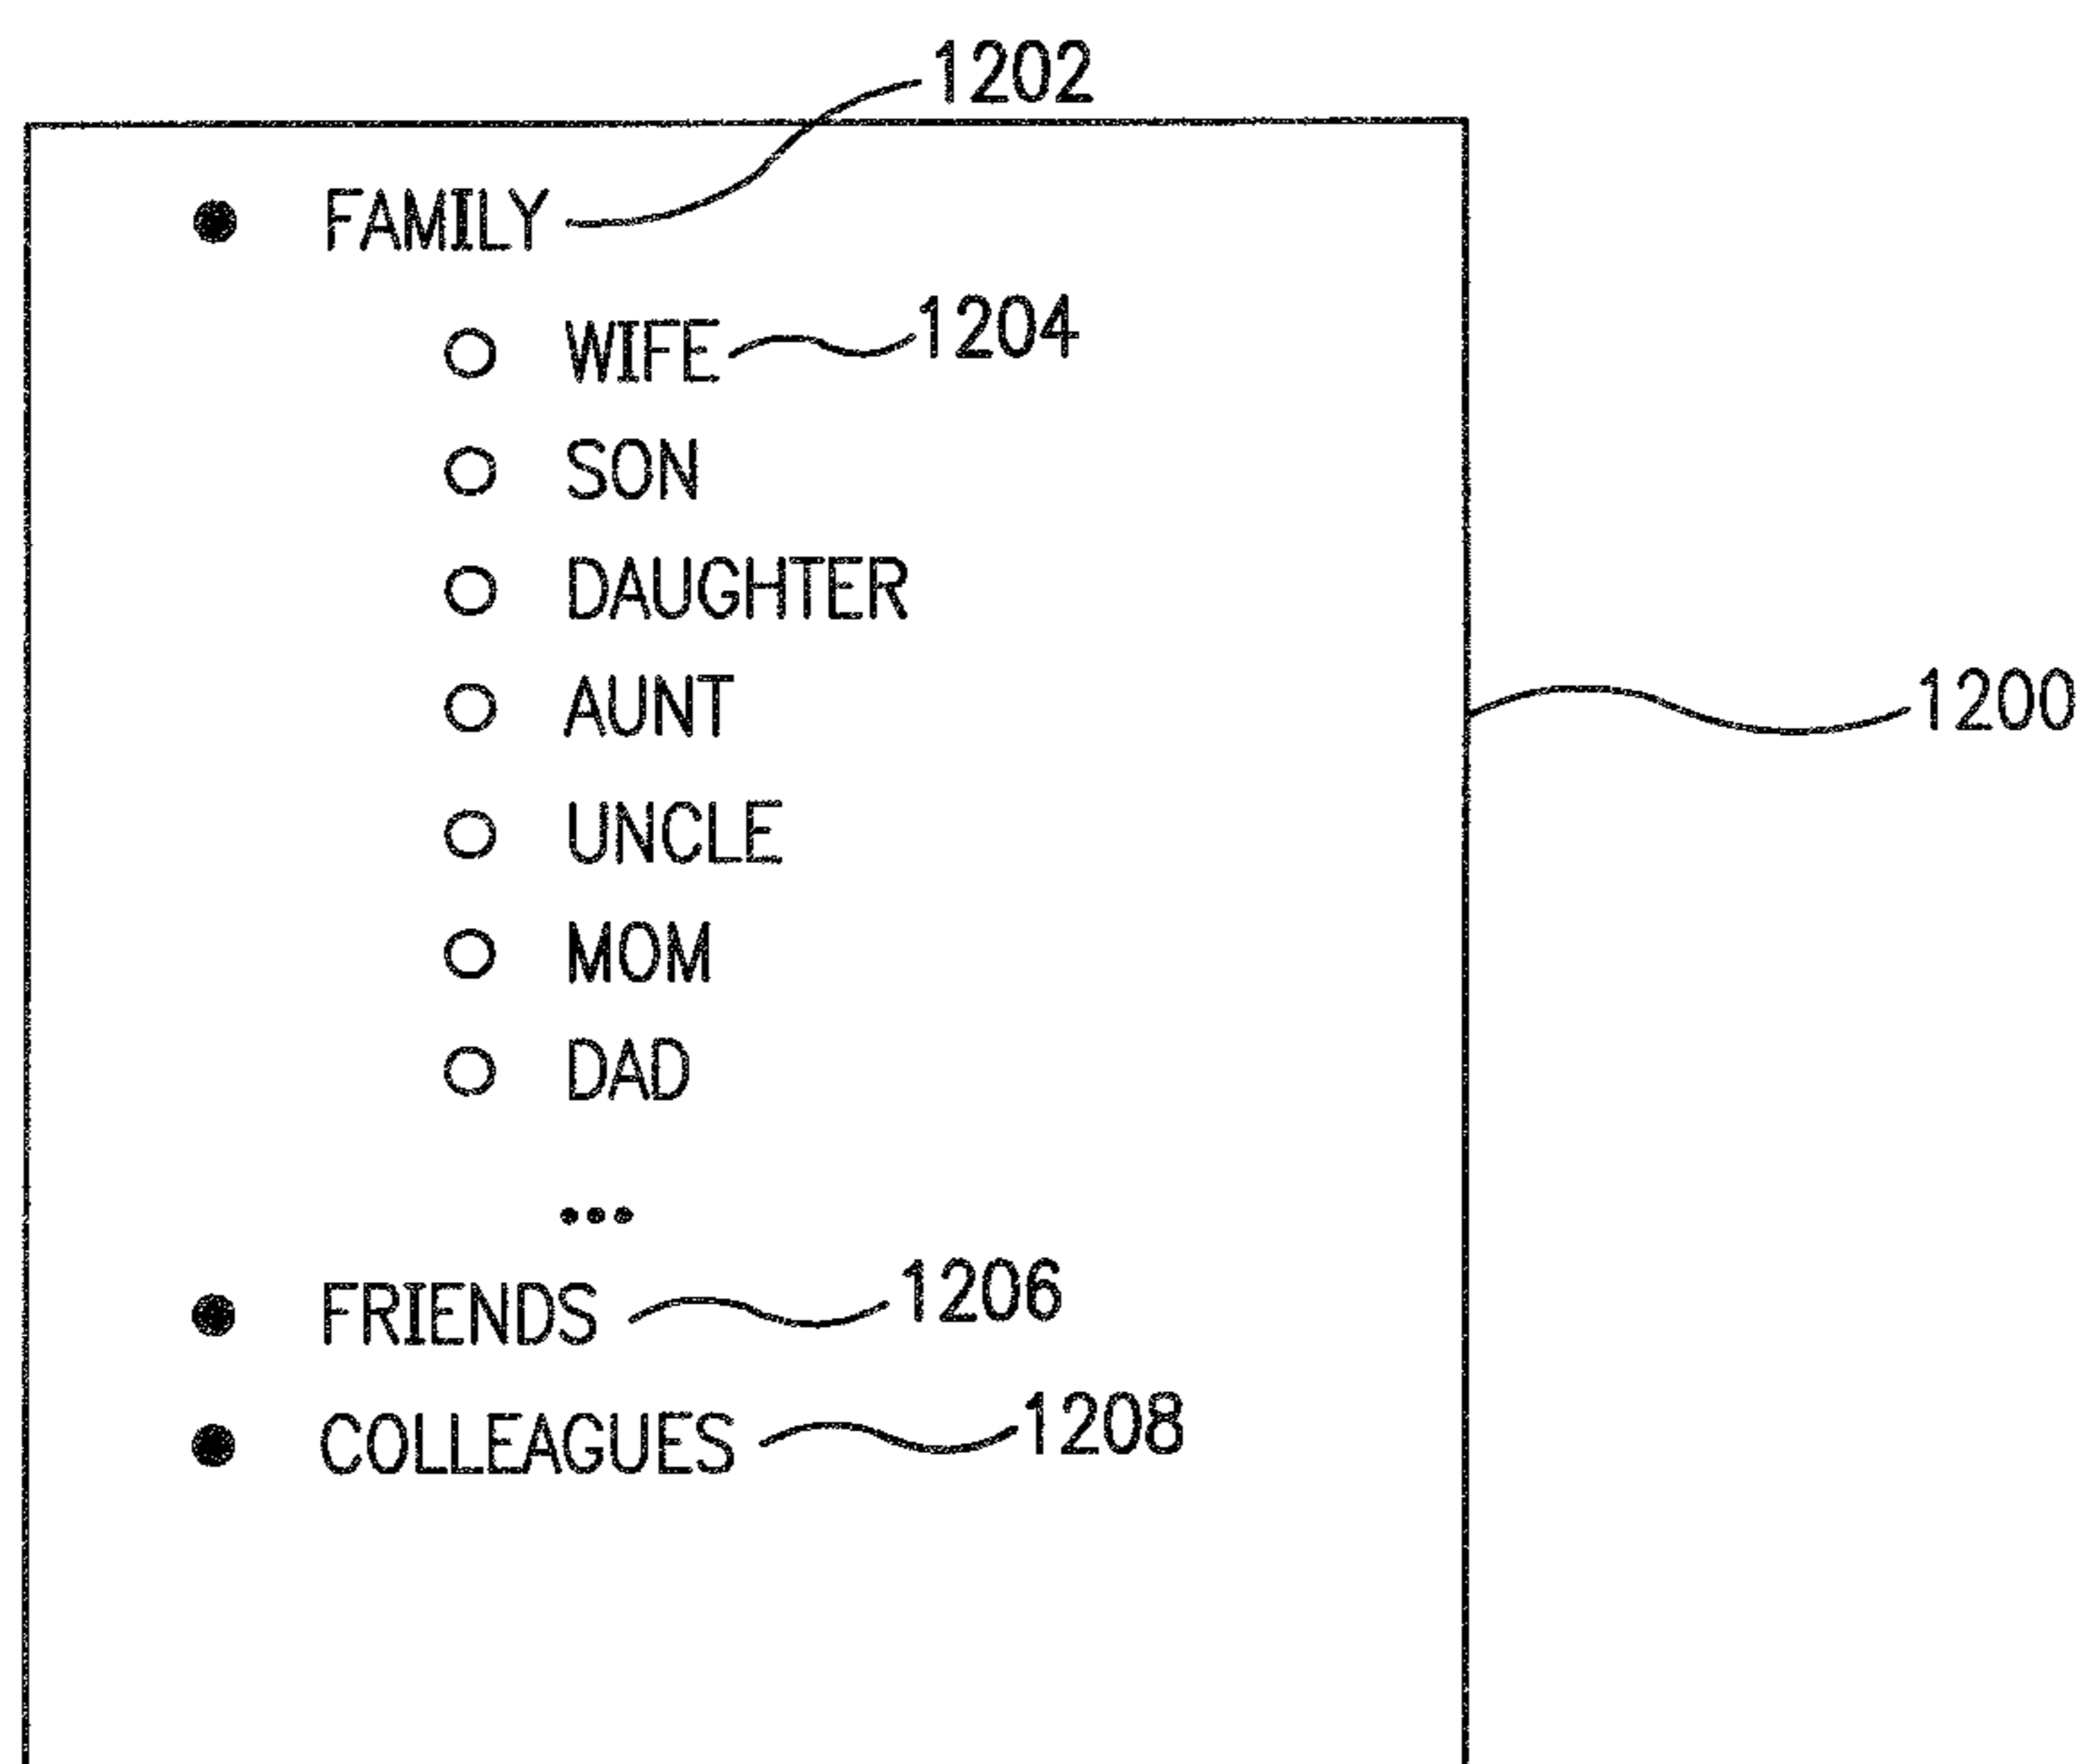 1202
● FAMILY
○ WIFE 1204
○ SON
○ DAUGHTER
○ AUNT
1200
○ UNCLE
○ MOM
○ DAD
...
● FRIENDS 1206
● COLLEAGUES 1208